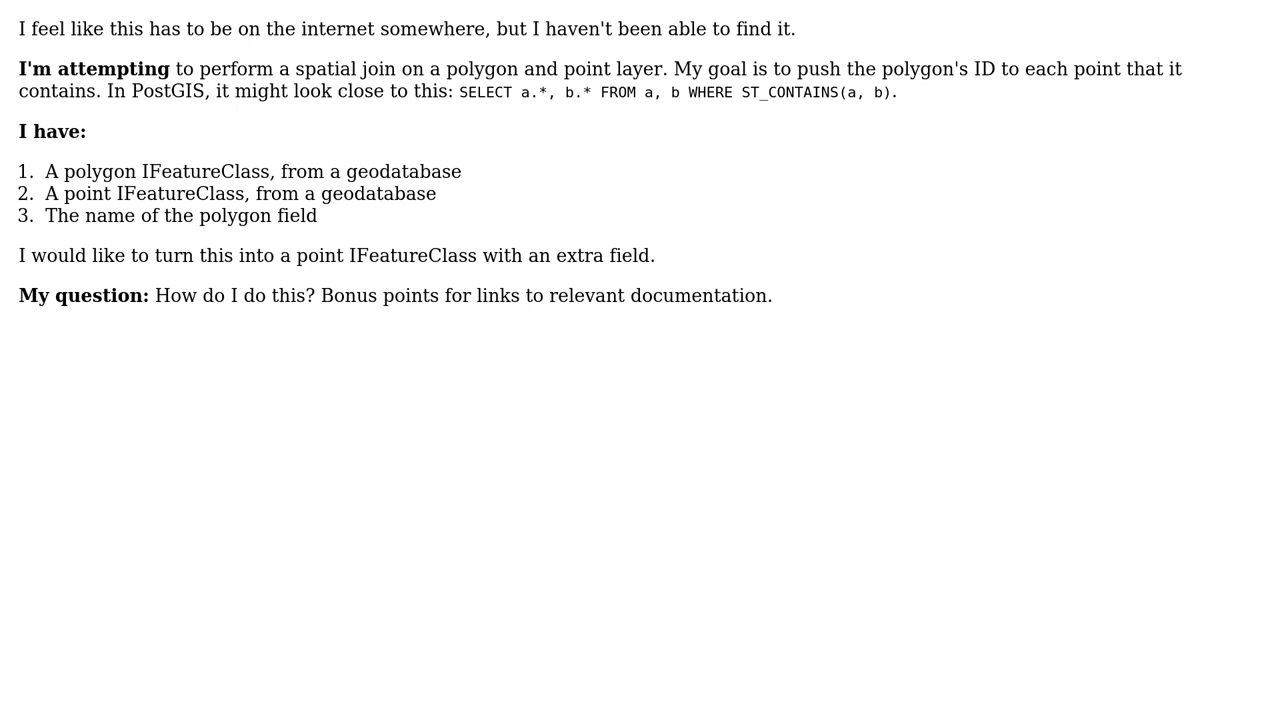 I feel like this has to be on the internet somewhere, but I haven't been able to find it.
I'm attempting to perform a spatial join on a polygon and point layer. My goal is to push the polygon's ID to each point that it
contains. In PostGIS, it might look close to this: SELECT a.*, b.* FROM a, b WHERE ST_CONTAINS(a, b).
I have:
1. A polygon IFeatureClass, from a geodatabase
2. A point IFeatureClass, from a geodatabase
3. The name of the polygon field
I would like to turn this into a point IFeatureClass with an extra field.
My question: How do I do this? Bonus points for links to relevant documentation.